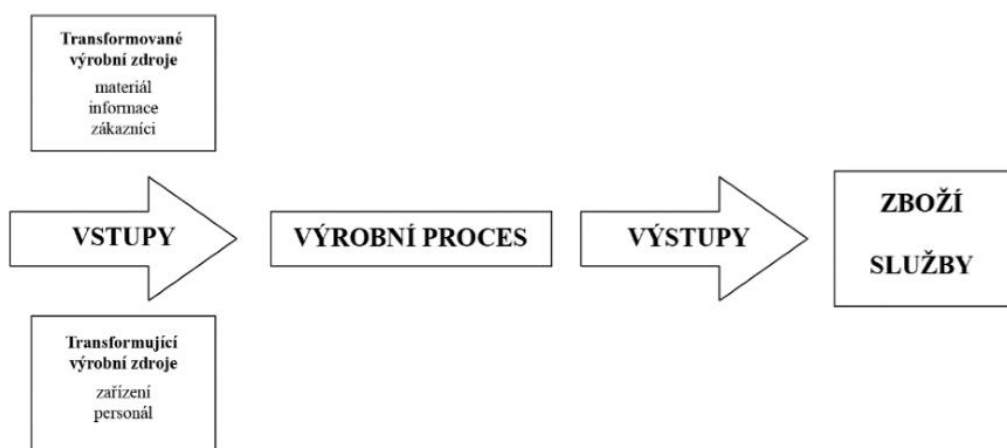 Transformované
výrobní zdroje
materiál
informace
zákazníci
VSTUPY
VÝROBNÍ PROCES
VÝSTUPY
ZBOŽÍ
SLUŽBY
Transformující
výrobní zdroje
zařízení
personál